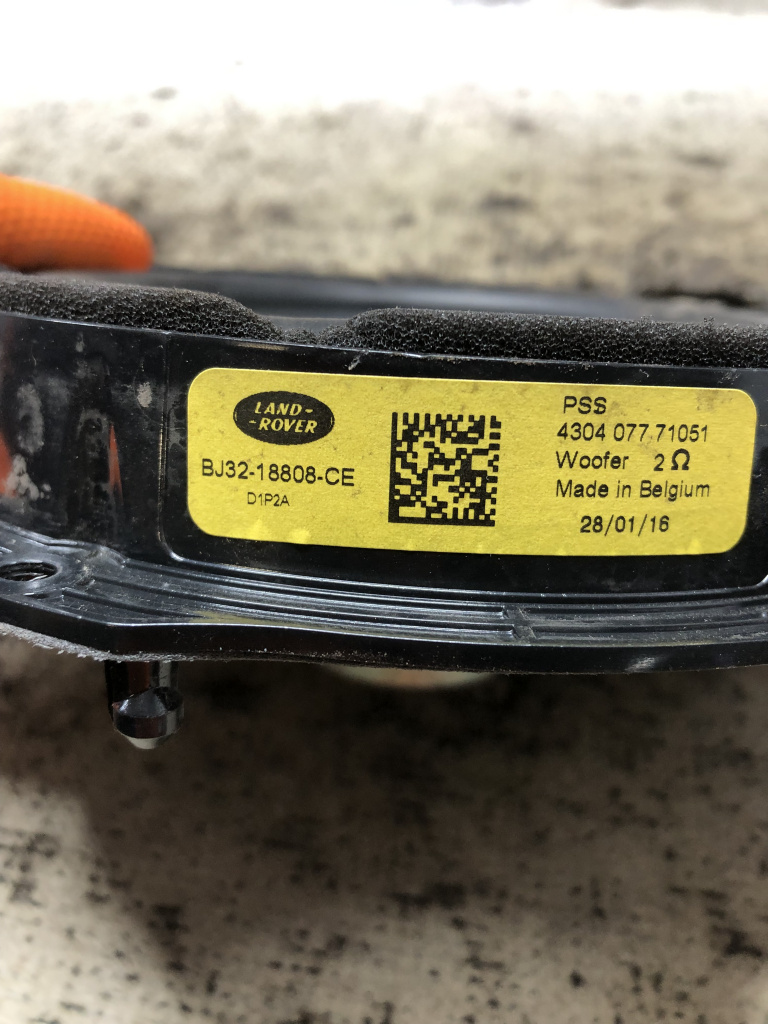 LAND-
-ROVER
BJ32-18808-CE
D1P2A
PSS
4304 077 71051
Woofer 2 Ω
Made in Belgium
28/01/16